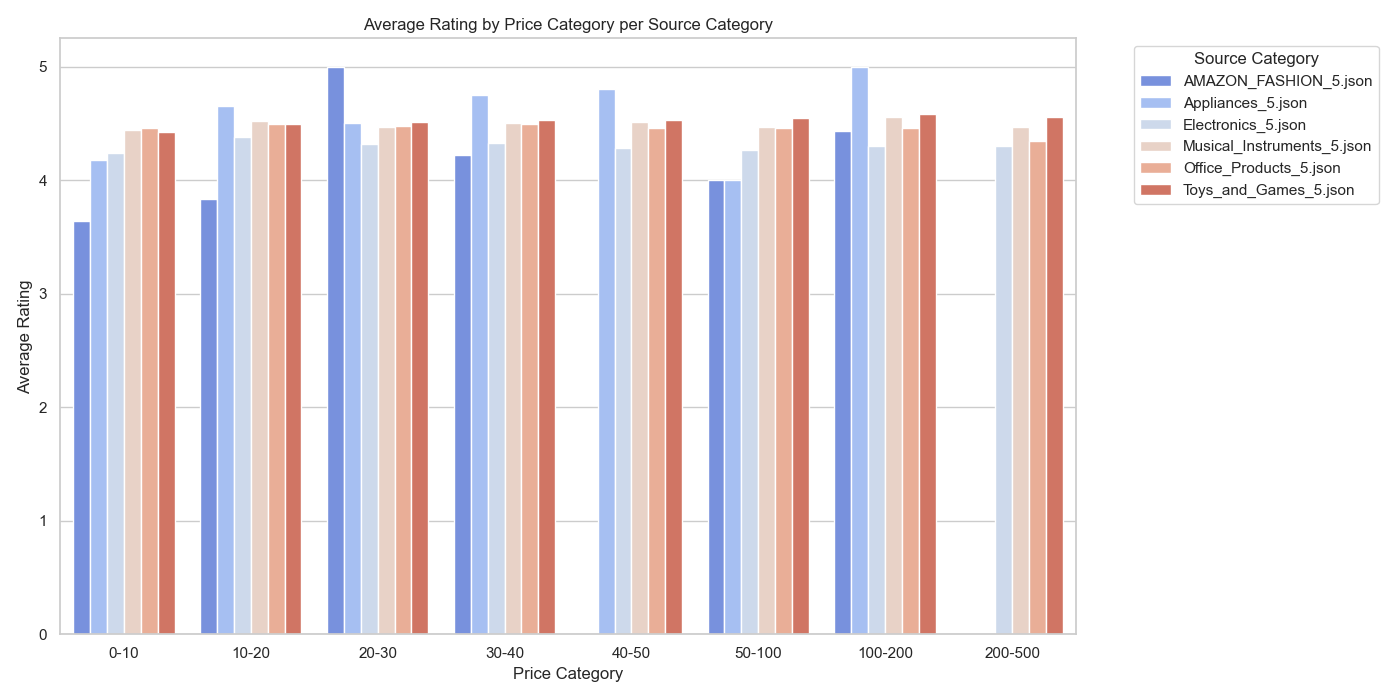 Average Rating by Price Category per Source Category
Source Category
AMAZON_FASHION_5.json
Appliances_5.json
Electronics_5.json
Musical_Instruments_5.json
Office_Products_5.json
Toys_and_Games_5.json
Average Rating
5
4
3
2
1
0
0-10 10-20 20-30 30-40 40-50 50-100 100-200 200-500
Price Category